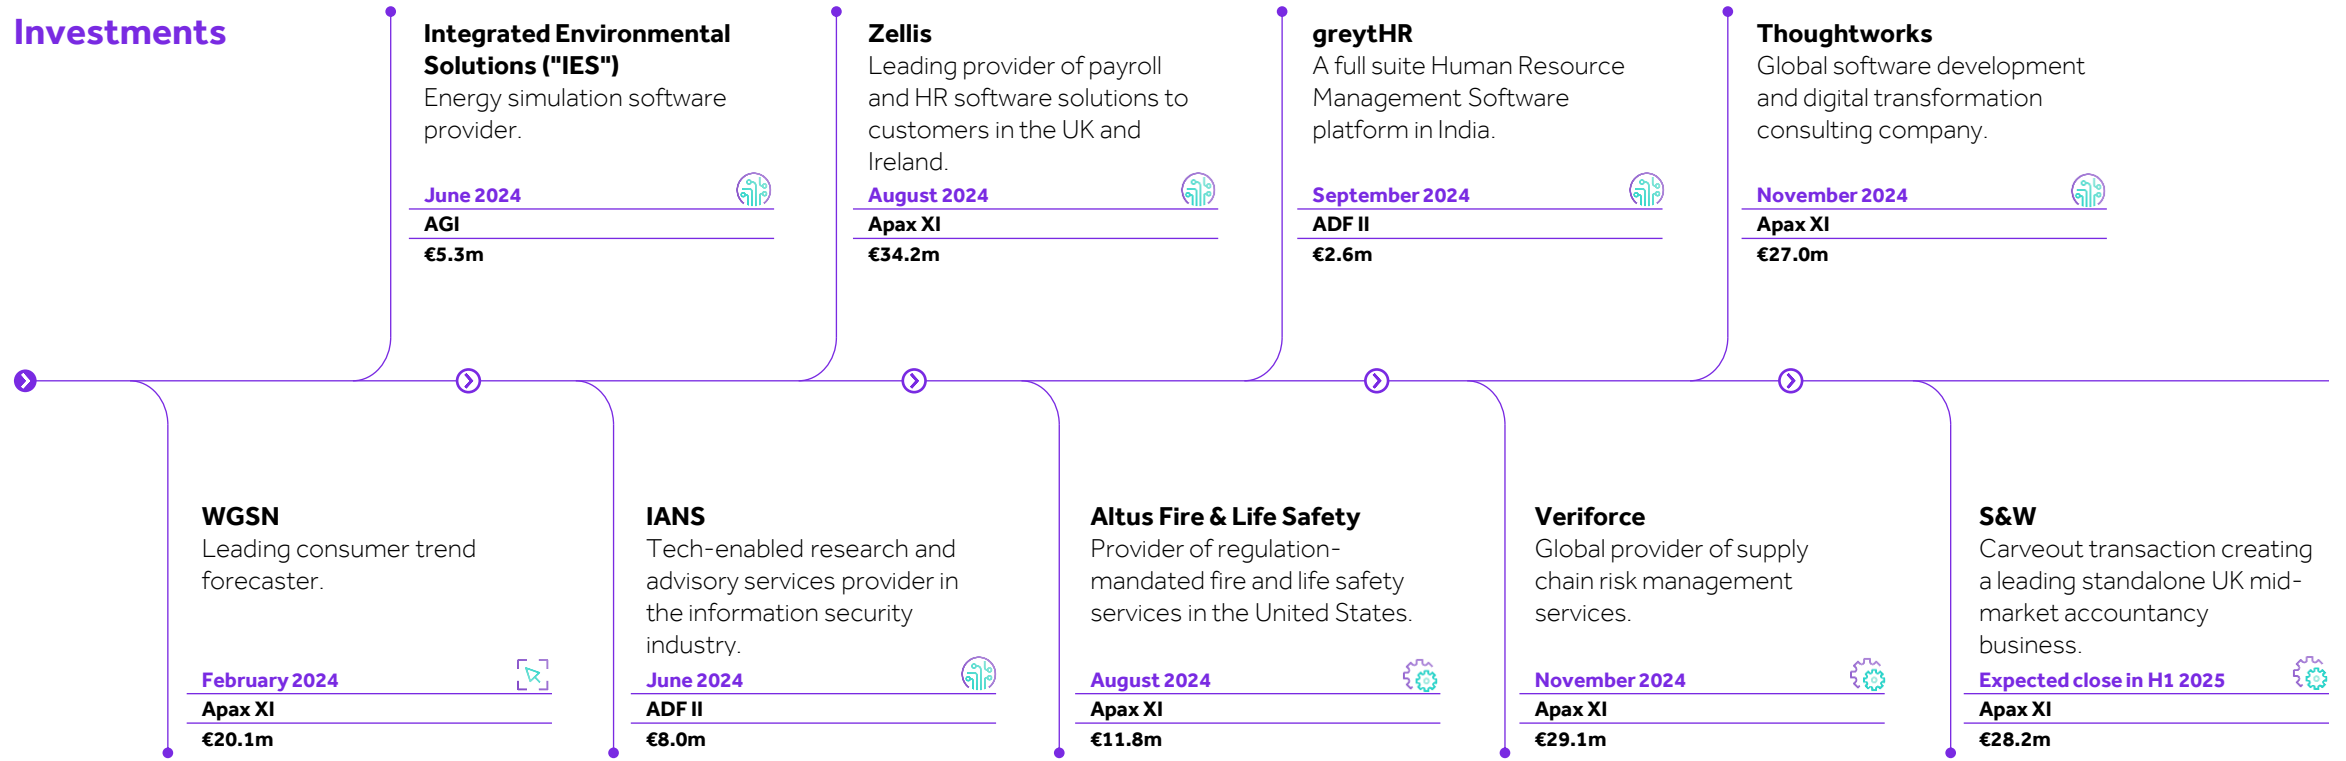 Investments
Integrated Environmental
Solutions ("IES")
Energy simulation software
provider.
June 2024
AGI
€5.3m
Zellis
Leading provider of payroll
and HR software solutions to
customers in the UK and
Ireland.
August 2024
Apax XI
€34.2m
greytHR
A full suite Human Resource
Management Software
platform in India.
September 2024
ADF II
€2.6m
Thoughtworks
Global software development
and digital transformation
consulting company.
November 2024
Apax XI
€27.0m
WGSN
Leading consumer trend
forecaster.
February 2024
Apax XI
€20.1m
IANS
Tech-enabled research and
advisory services provider in
the information security
industry.
June 2024
ADF II
€8.0m
Altus Fire & Life Safety
Provider of regulation-
mandated fire and life safety
services in the United States.
August 2024
Apax XI
€11.8m
Veriforce
Global provider of supply
chain risk management
services.
November 2024
Apax XI
€29.1m
S&W
Carveout transaction creating
a leading standalone UK mid-
market accountancy
business.
Expected close in H1 2025
Apax XI
€28.2m